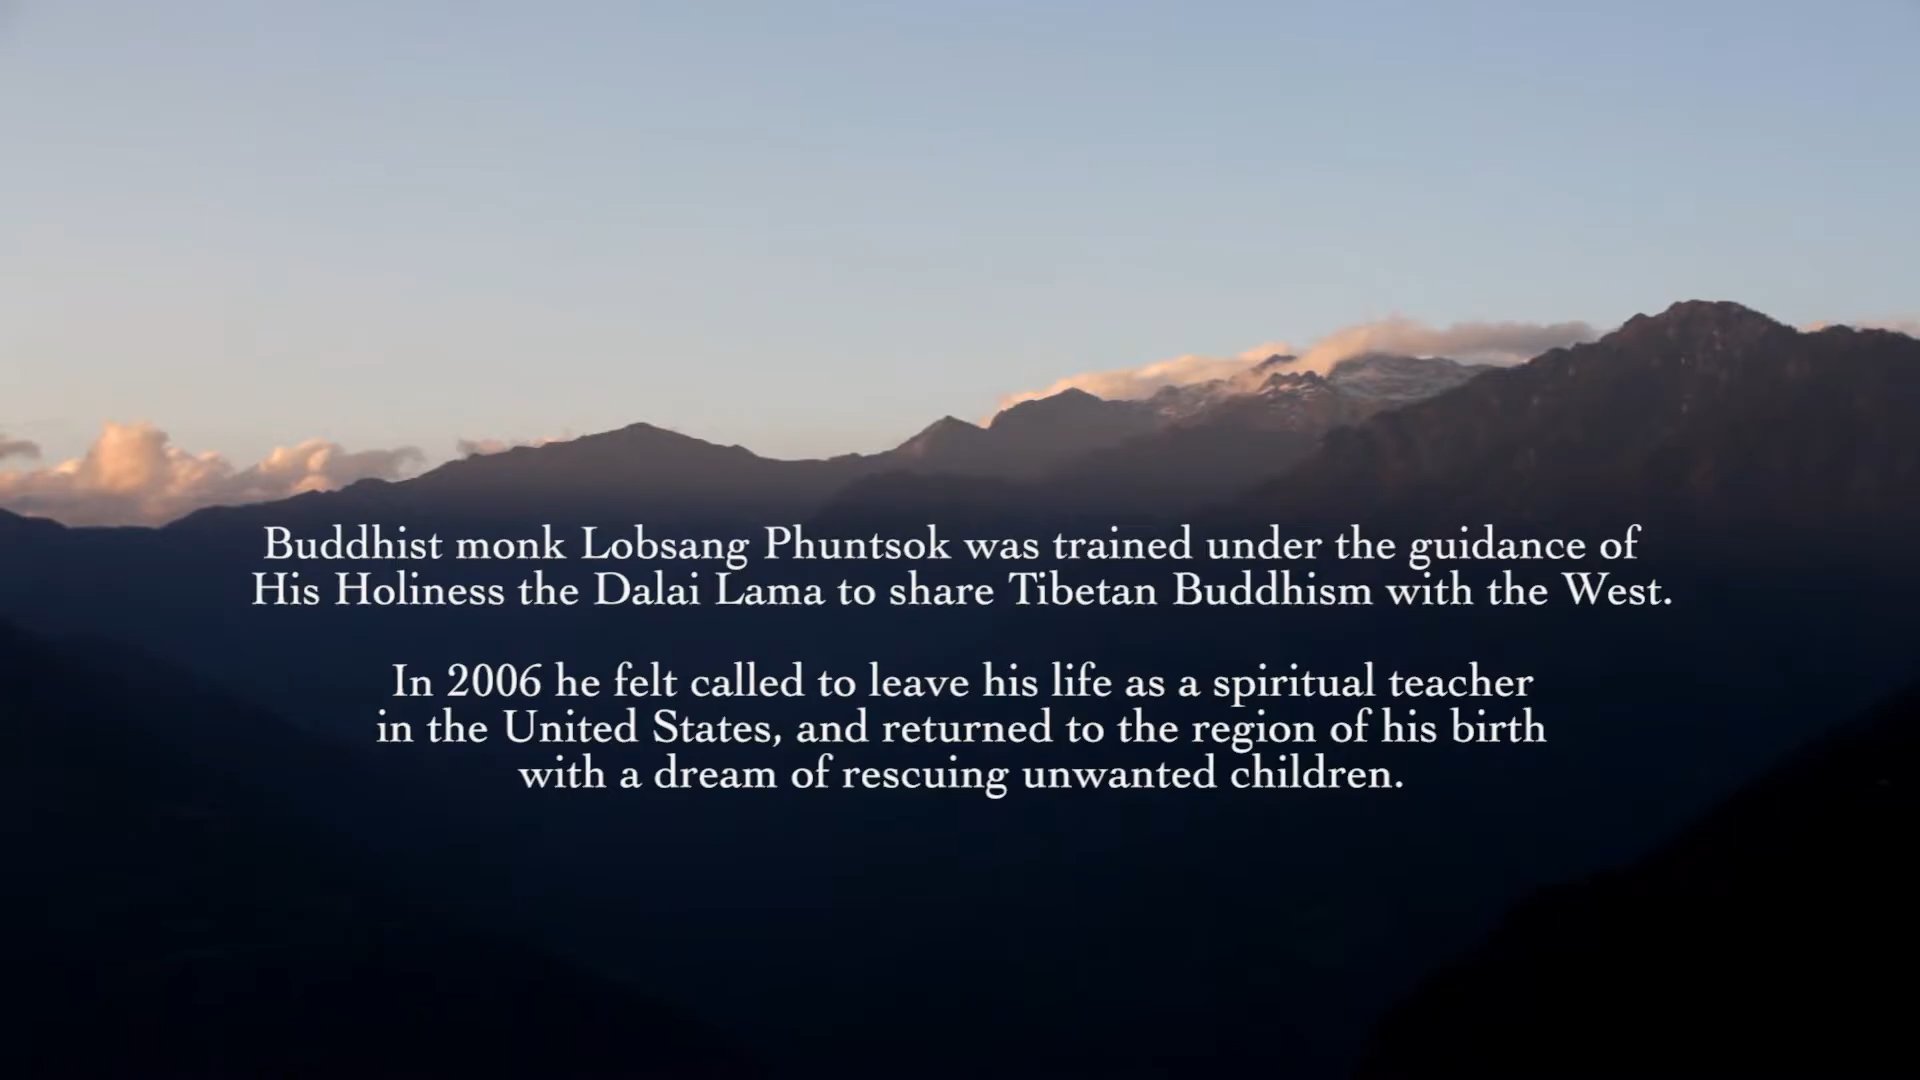 Buddhist monk Lobsang Phuntsok was trained under the guidance of
His Holiness the Dalai Lama to share Tibetan Buddhism with the West.
In 2006 he felt called to leave his life as a spiritual teacher
in the United States, and returned to the region of his birth
with a dream of rescuing unwanted children.